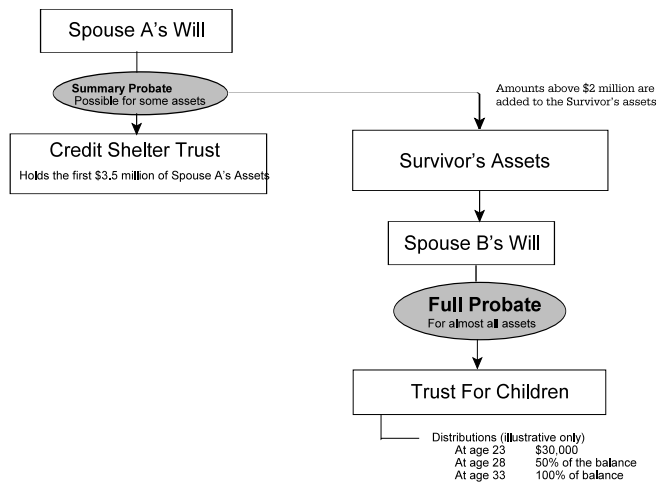 Spouse A's Will
Summary Probate
Possible for some assets
Amounts above $2 million are
added to the Survivor's assets
Credit Shelter Trust
Holds the first $3.5 million of Spouse A's Assets
Survivor's Assets
Spouse B's Will
Full Probate
For almost all assets
Trust For Children
Distributions (illustrative only)
At age 23 $30,000
At age 28 50% of the balance
At age 33 100% of balance